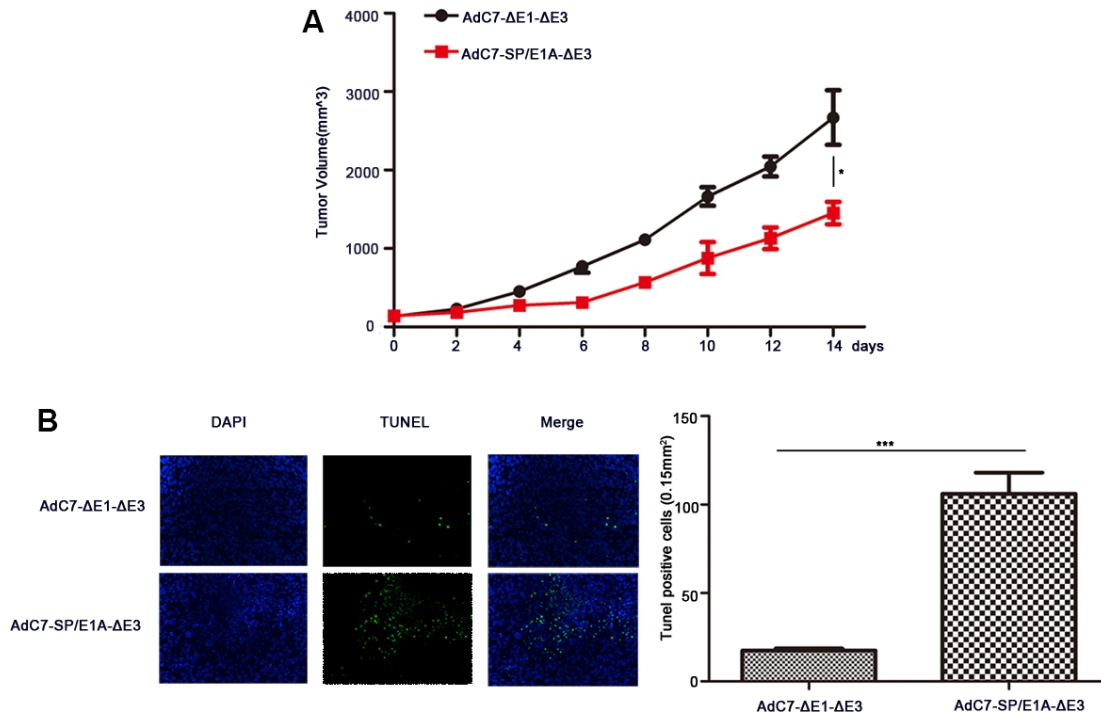 A
AdC7-ΔE1-ΔE3
AdC7-SP/E1A-ΔE3
Tumor Volume(mm^3)
4000
3000
2000
1000
0
*
0 2 4 6 8 10 12 14 days
B
DAPI TUNEL Merge
AdC7-ΔE1-ΔE3
AdC7-SP/E1A-ΔE3
Tunel positive cells (0.15mm²)
150
100
50
0
***
AdC7-ΔE1-ΔE3 AdC7-SP/E1A-ΔE3